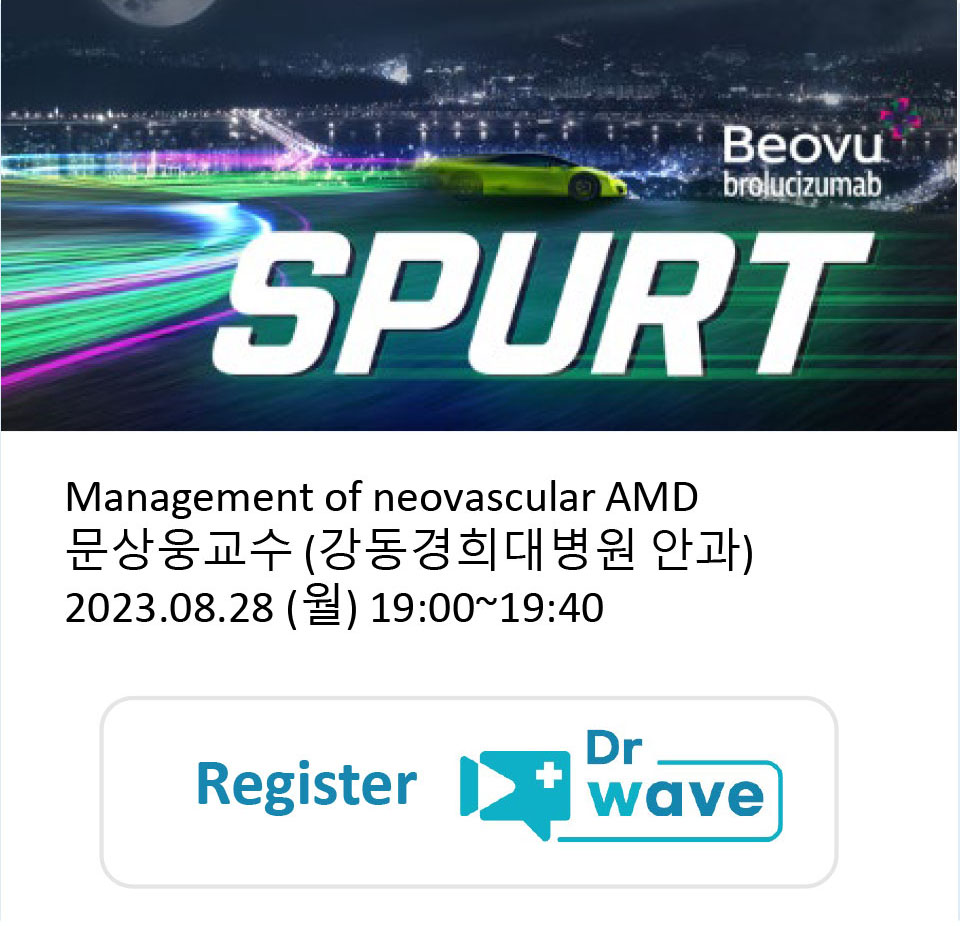 Beovu
brolucizumab
SPURT
Management of neovascular AMD
문상웅교수 (강동경희대병원 안과)
2023.08.28 (월) 19:00~19:40
Register
Dr
wave